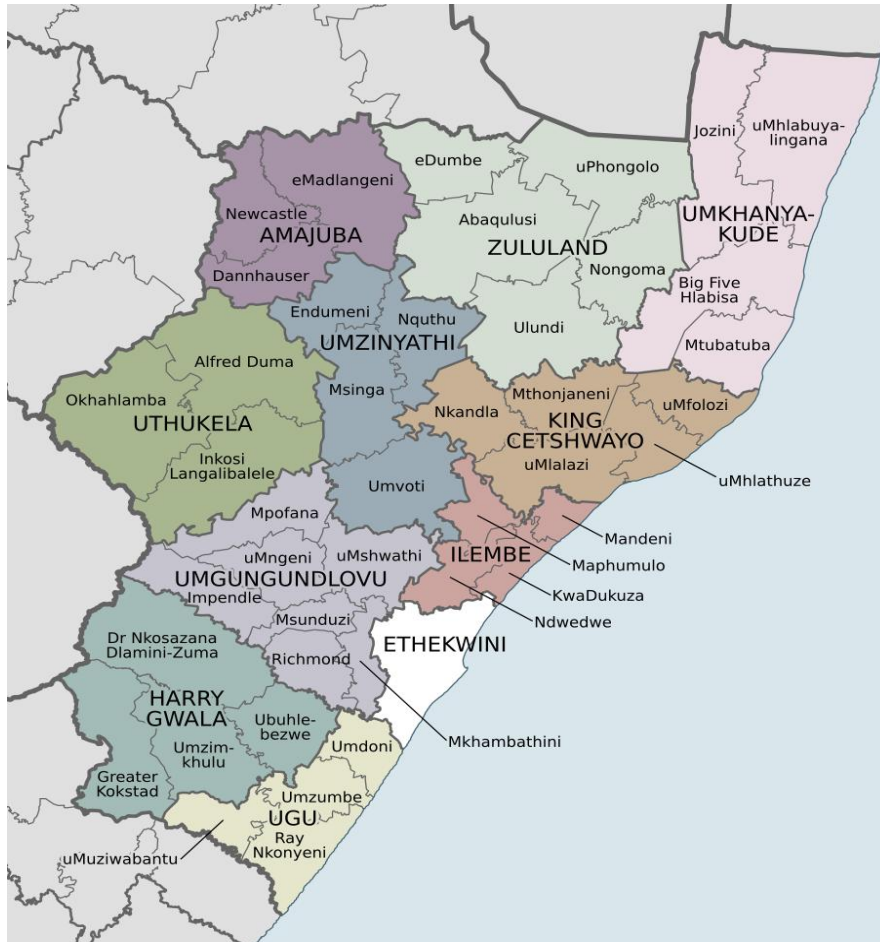 Jozini
uMhlabuya-
lingana
eDumbe
uPhongolo
eMadlangeni
UMKHANYA-
KUDE
Newcastle
AMAJUBA
Abaqulusi
ZULULAND
Dannhauser
Nongoma
Big Five
Hlabisa
Endumeni
Nquthu
Ulundi
UMZINYATHI
Mtubatuba
Alfred Duma
Msinga
Okhahlamba
UTHUKELA
Nkandla
Mthonjaneni
uMfolozi
KING
CETSHWAYO
Inkosi
Langalibalele
uMlalazi
uMhlathuze
Umvoti
Mpofana
Mandeni
uMngeni
uMshwathi
ILEMBE
Maphumulo
UMGUNGUNDLOVU
Impendle
KwaDukuza
Msunduzi
Ndwedwe
Dr Nkosazana
Dlamini-Zuma
ETHEKWINI
Richmond
HARRY
GWALA
Ubuhle-
bezwe
Mkhambathini
Umdoni
Umzim-
khulu
Greater
Kokstad
Umzumbe
UGU
Ray
Nkonyeni
uMuziwabantu